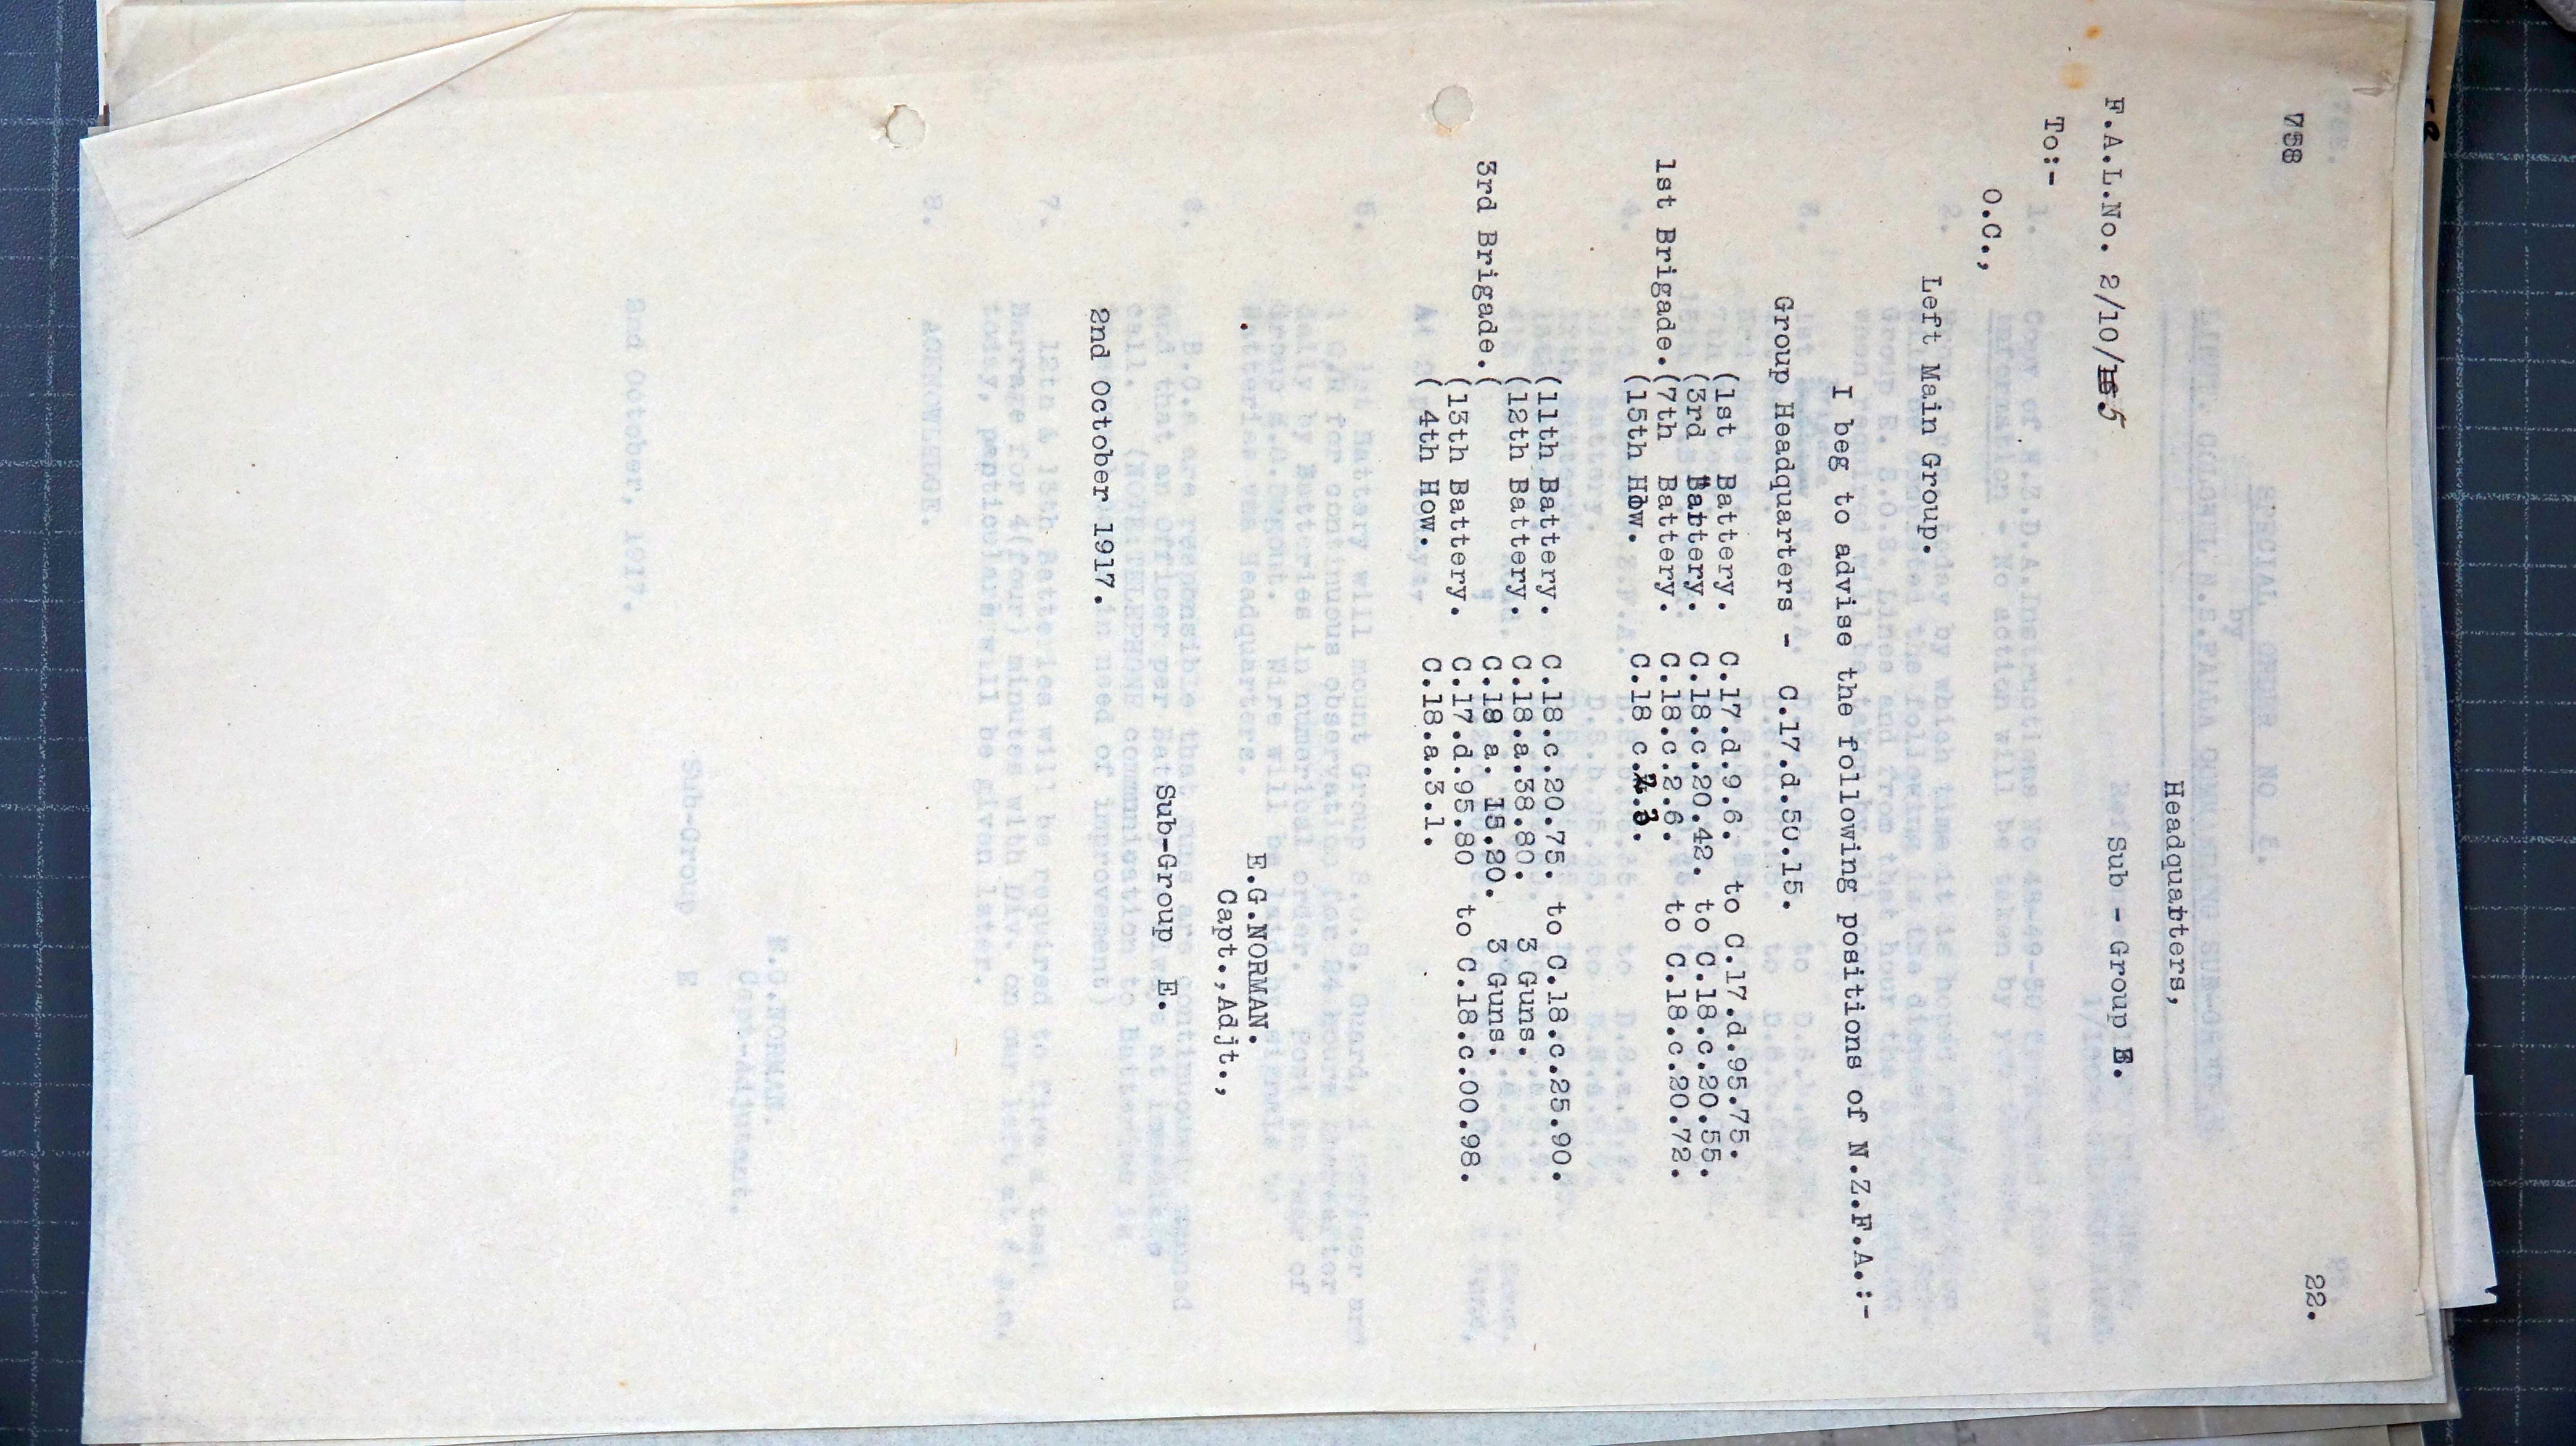 758
22.
Headquarters,
F.A.L.No. 2/10/5 Sub - Group E.
To:-
O.C.,
Left Main Group.
I beg to advise the following positions of N.Z.F.A.:-
Group Headquarters - C.17.d.50.15.
(1st Battery. C.17.d.9.6. to C.17.d.95.75.
(3rd Battery. C.18.c.20.42. to C.18.c.20.55.
1st Brigade.(7th Battery. C.18.c.2.6. to C.18.c.20.72.
(15th How. C.18 c.2.3.
(11th Battery. C.18.c.20.75. to C.18.c.25.90.
(12th Battery. C.18.a.38.80. 3 Guns.
3rd Brigade.( C.18 a. 15.20. 3 Guns.
(13th Battery. C.17.d.95.80 to C.18.c.00.98.
( 4th How. C.18.a.3.1.
E.G.NORMAN.
Capt.,Adjt.,
Sub-Group E.
2nd October 1917.